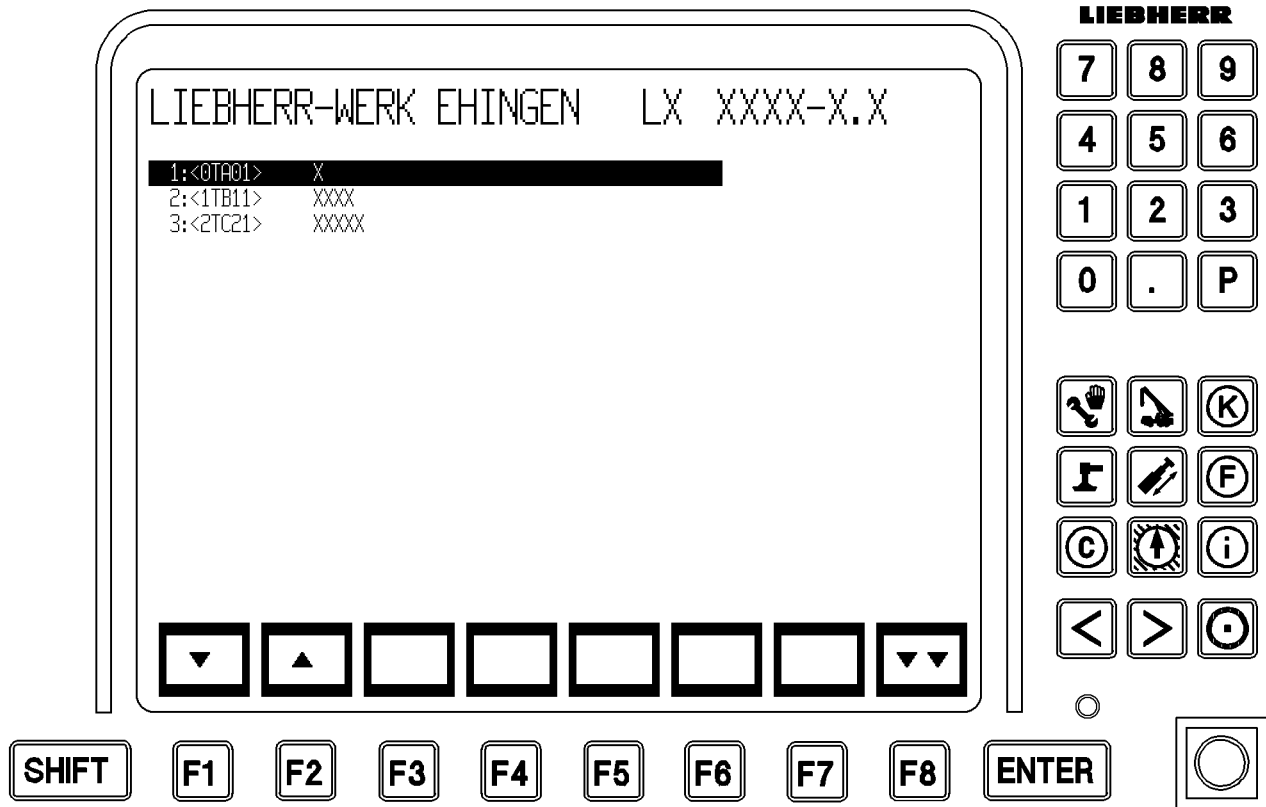 LIEBHERR
7 8 9
LIEBHERR-WERK EHINGEN LX XXXX-X.X
4 5 6
1:<0TA01> X
2:<1TB11> XXXX
3:<2TC21> XXXXX
1 2 3
0 . P
K
F
C i
< >
SHIFT F1 F2 F3 F4 F5 F6 F7 F8 ENTER